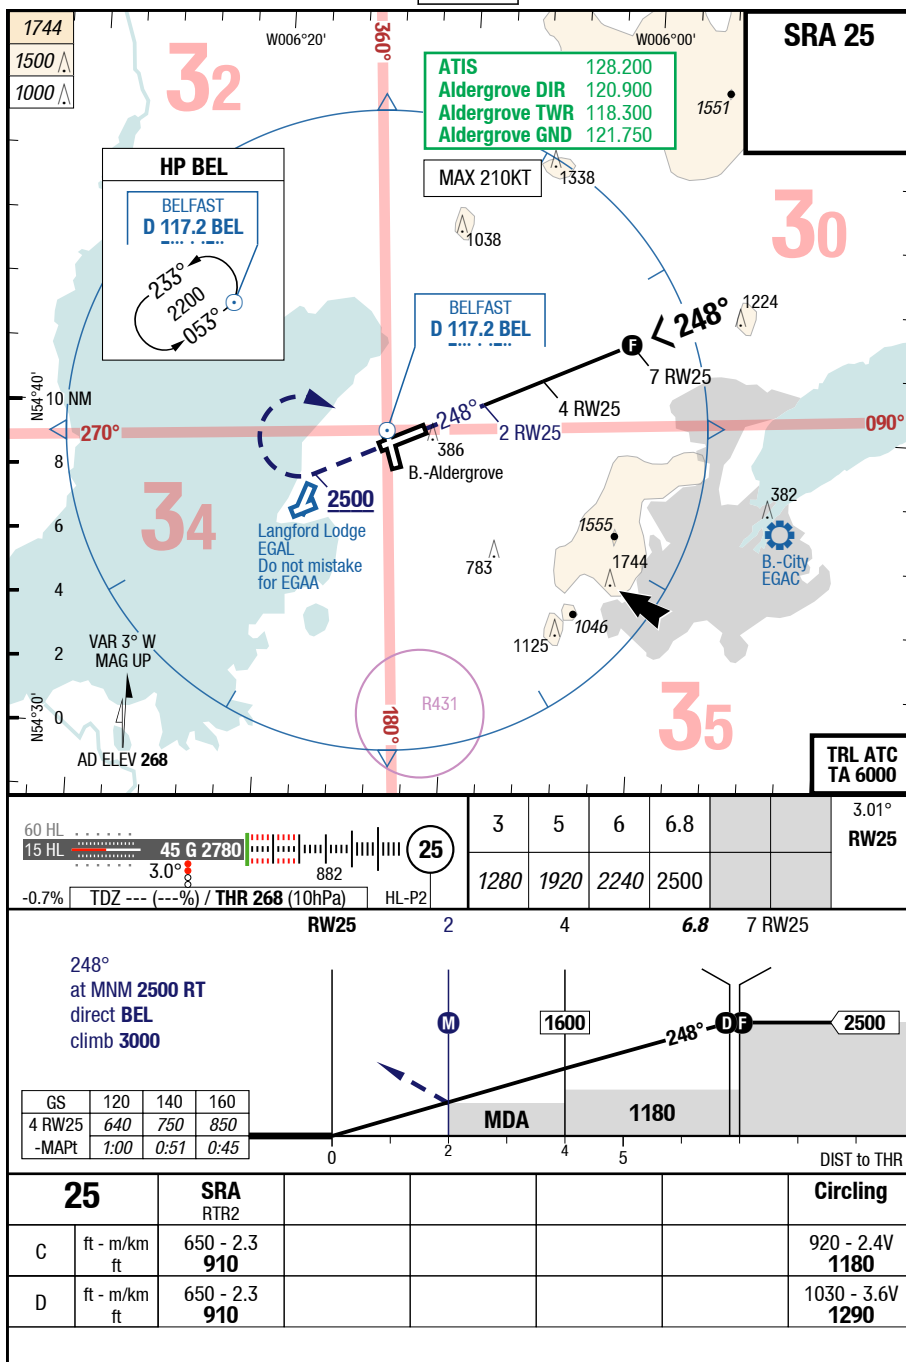 1744
1500
1000
32
W006°20'
360°
W006°00'
SRA 25
ATIS 128.200
Aldergrove DIR 120.900
Aldergrove TWR 118.300
Aldergrove GND 121.750
1551
MAX 210KT
1338
HP BEL
BELFAST
D 117.2 BEL
233°
2200
053°
1038
30
1224
BELFAST
D 117.2 BEL
248°
F
7 RW25
4 RW25
248°
2 RW25
N54°40'
10 NM
270°
090°
386
B.-Aldergrove
8
2500
34
Langford Lodge
EGAL
Do not mistake
for EGAA
6
1555
382
B.-City
EGAC
783
1744
4
1046
1125
2
VAR 3° W
MAG UP
R431
35
N54°30'
0
180°
AD ELEV 268
TRL ATC
TA 6000
60 HL
15 HL
45 G 2780
3.0°
882
25
-0.7%
TDZ --- (---%) / THR 268 (10hPa)
HL-P2
3 5 6 6.8
1280 1920 2240 2500
3.01°
RW25
RW25 2 4 6.8 7 RW25
248°
at MNM 2500 RT
direct BEL
climb 3000
M
1600
248°
D F
2500
MDA
1180
GS 120 140 160
4 RW25 640 750 850
-MAPt 1:00 0:51 0:45
0 2 4 5
DIST to THR
25
SRA
RTR2
Circling
C
ft - m/km
ft
650 - 2.3
910
920 - 2.4V
1180
D
ft - m/km
ft
650 - 2.3
910
1030 - 3.6V
1290